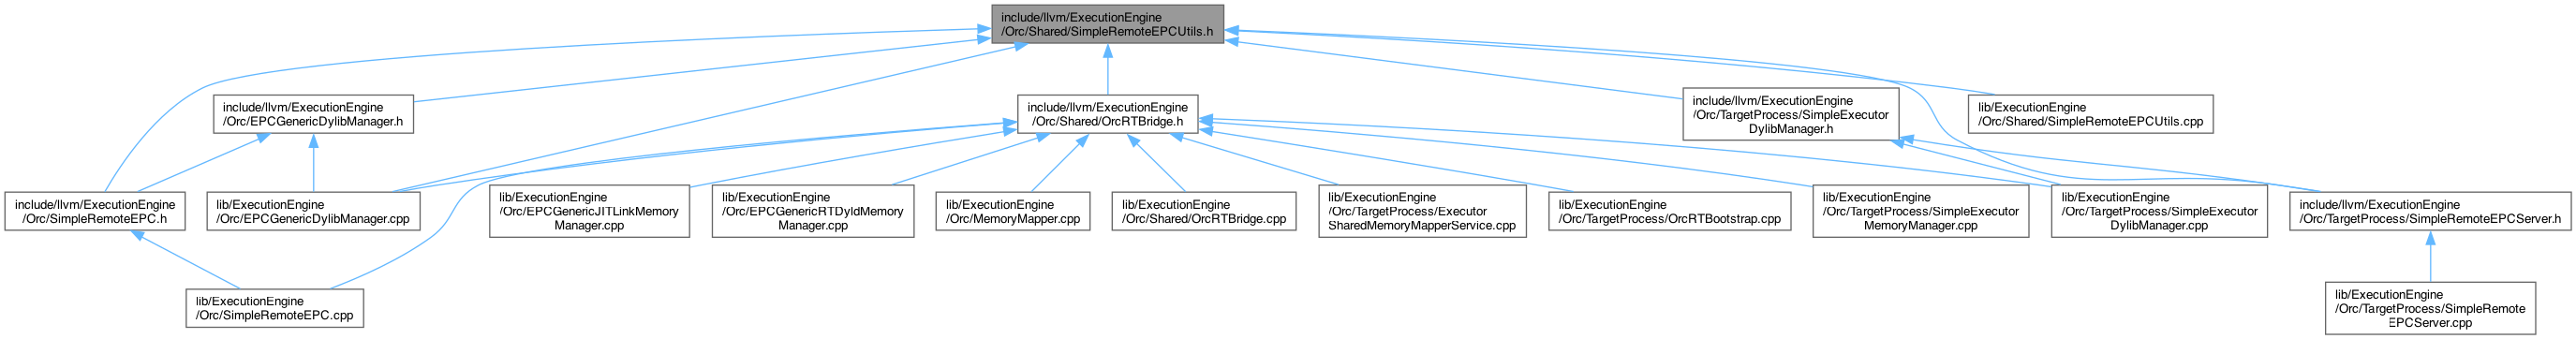 include/llvm/ExecutionEngine
/Orc/Shared/SimpleRemoteEPCUtils.h
include/llvm/ExecutionEngine
/Orc/EPCGenericDylibManager.h
include/llvm/ExecutionEngine
/Orc/Shared/OrcRTBridge.h
include/llvm/ExecutionEngine
/Orc/TargetProcess/SimpleExecutor
DylibManager.h
lib/ExecutionEngine
/Orc/Shared/SimpleRemoteEPCUtils.cpp
include/llvm/ExecutionEngine
/Orc/SimpleRemoteEPC.h
lib/ExecutionEngine
/Orc/EPCGenericDylibManager.cpp
lib/ExecutionEngine
/Orc/EPCGenericJITLinkMemory
Manager.cpp
lib/ExecutionEngine
/Orc/EPCGenericRTDyldMemory
Manager.cpp
lib/ExecutionEngine
/Orc/MemoryMapper.cpp
lib/ExecutionEngine
/Orc/Shared/OrcRTBridge.cpp
lib/ExecutionEngine
/Orc/TargetProcess/Executor
SharedMemoryMapperService.cpp
lib/ExecutionEngine
/Orc/TargetProcess/OrcRTBootstrap.cpp
lib/ExecutionEngine
/Orc/TargetProcess/SimpleExecutor
MemoryManager.cpp
lib/ExecutionEngine
/Orc/TargetProcess/SimpleExecutor
DylibManager.cpp
include/llvm/ExecutionEngine
/Orc/TargetProcess/SimpleRemoteEPCServer.h
lib/ExecutionEngine
/Orc/SimpleRemoteEPC.cpp
lib/ExecutionEngine
/Orc/TargetProcess/SimpleRemote
EPCServer.cpp